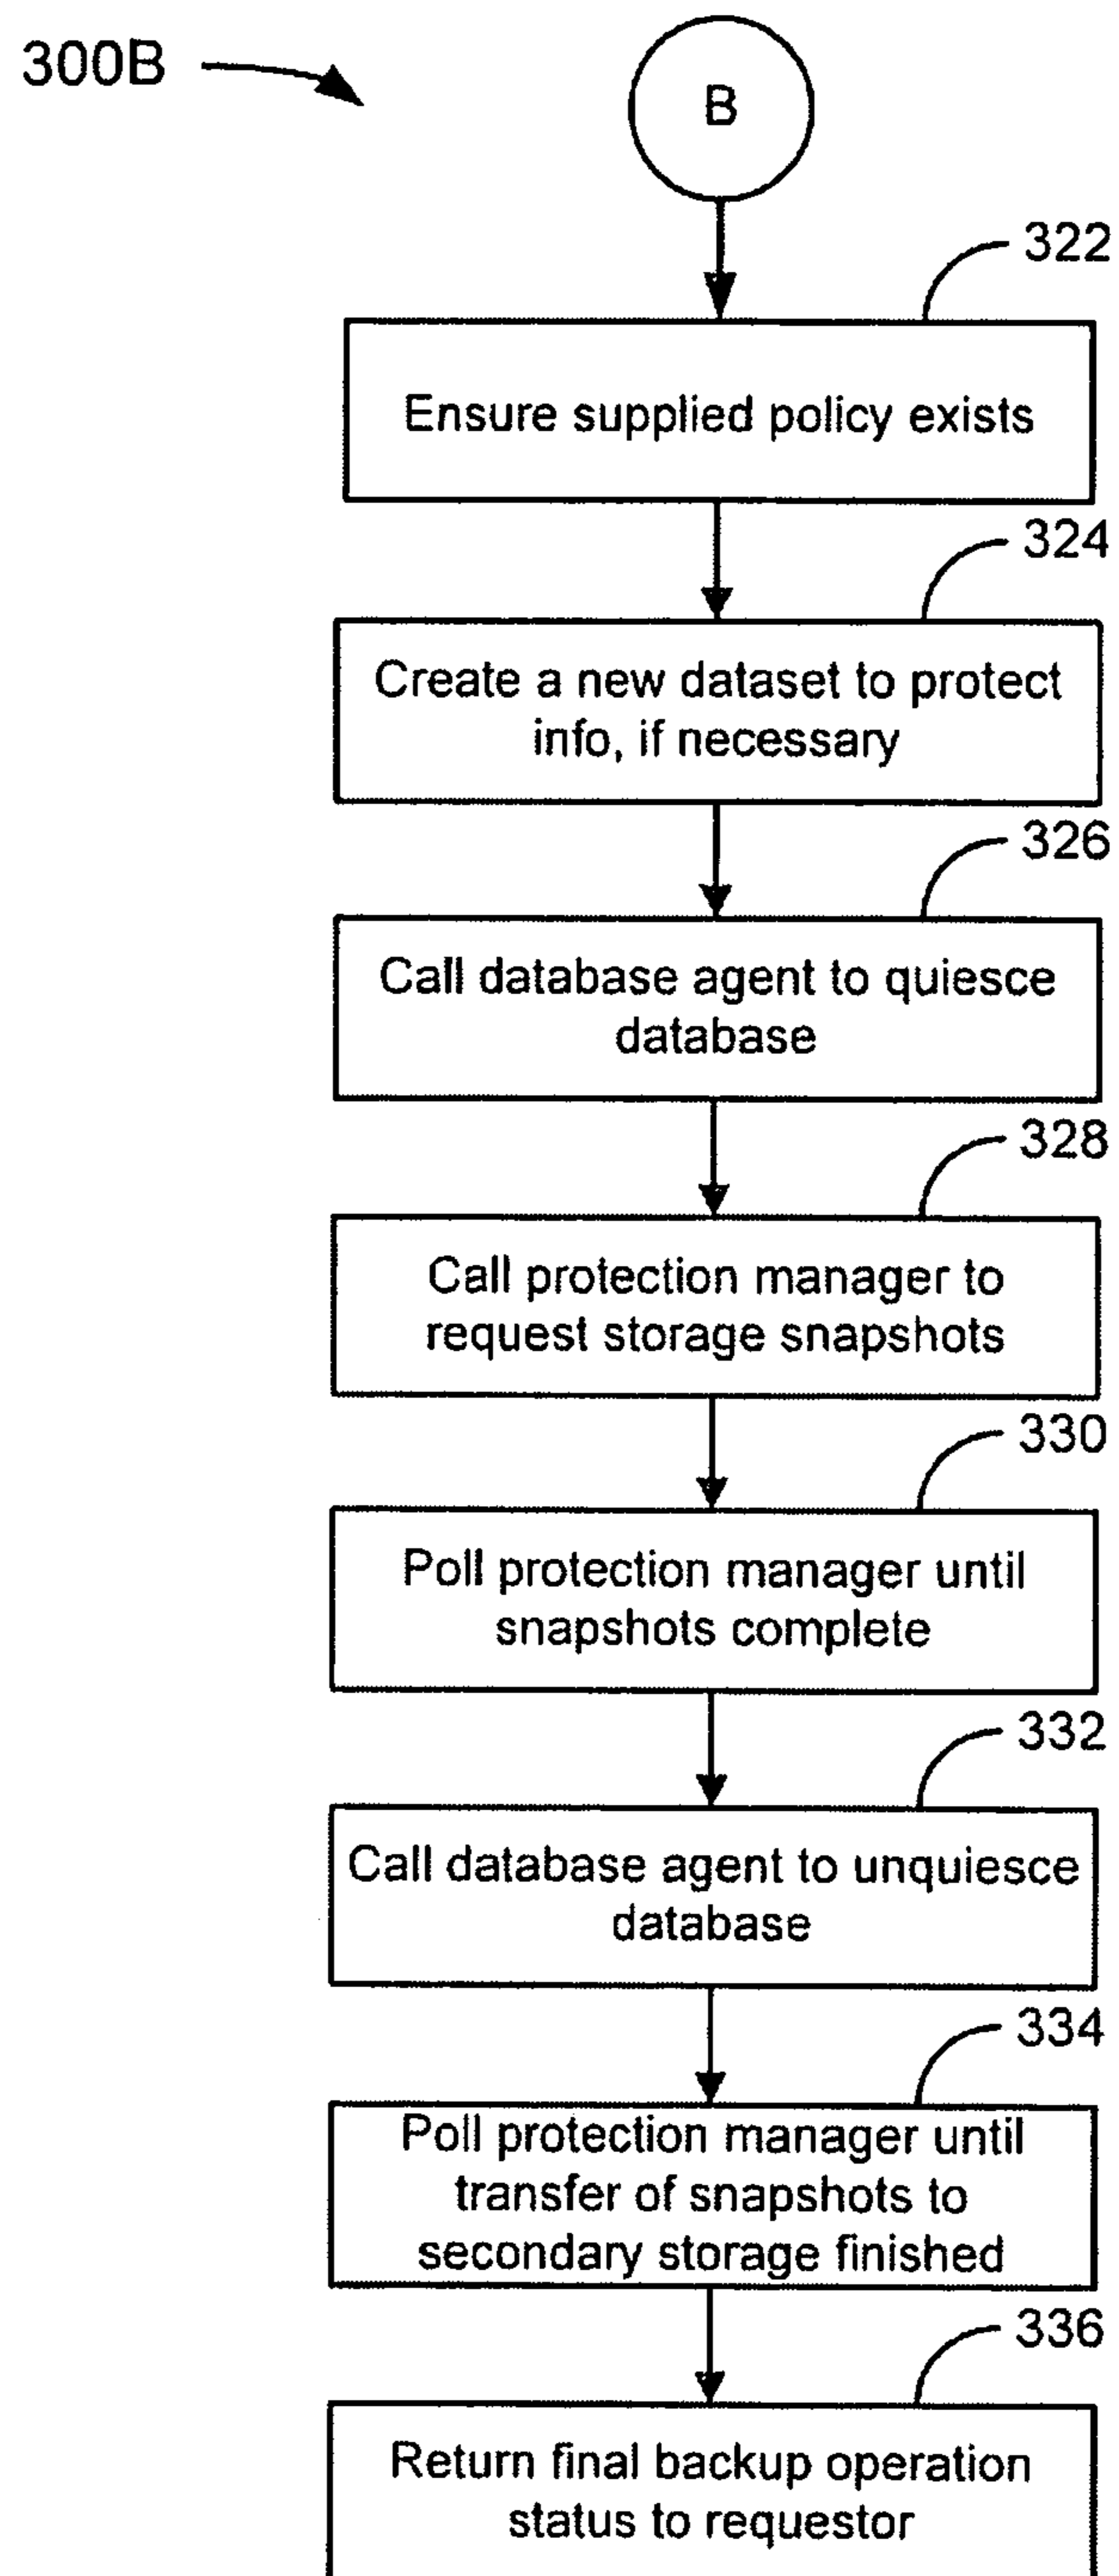 300B
B
322
Ensure supplied policy exists
324
Create a new dataset to protect
info, if necessary
326
Call database agent to quiesce
database
328
Call protection manager to
request storage snapshots
330
Poll protection manager until
snapshots complete
332
Call database agent to unquiesce
database
334
Poll protection manager until
transfer of snapshots to
secondary storage finished
336
Return final backup operation
status to requestor